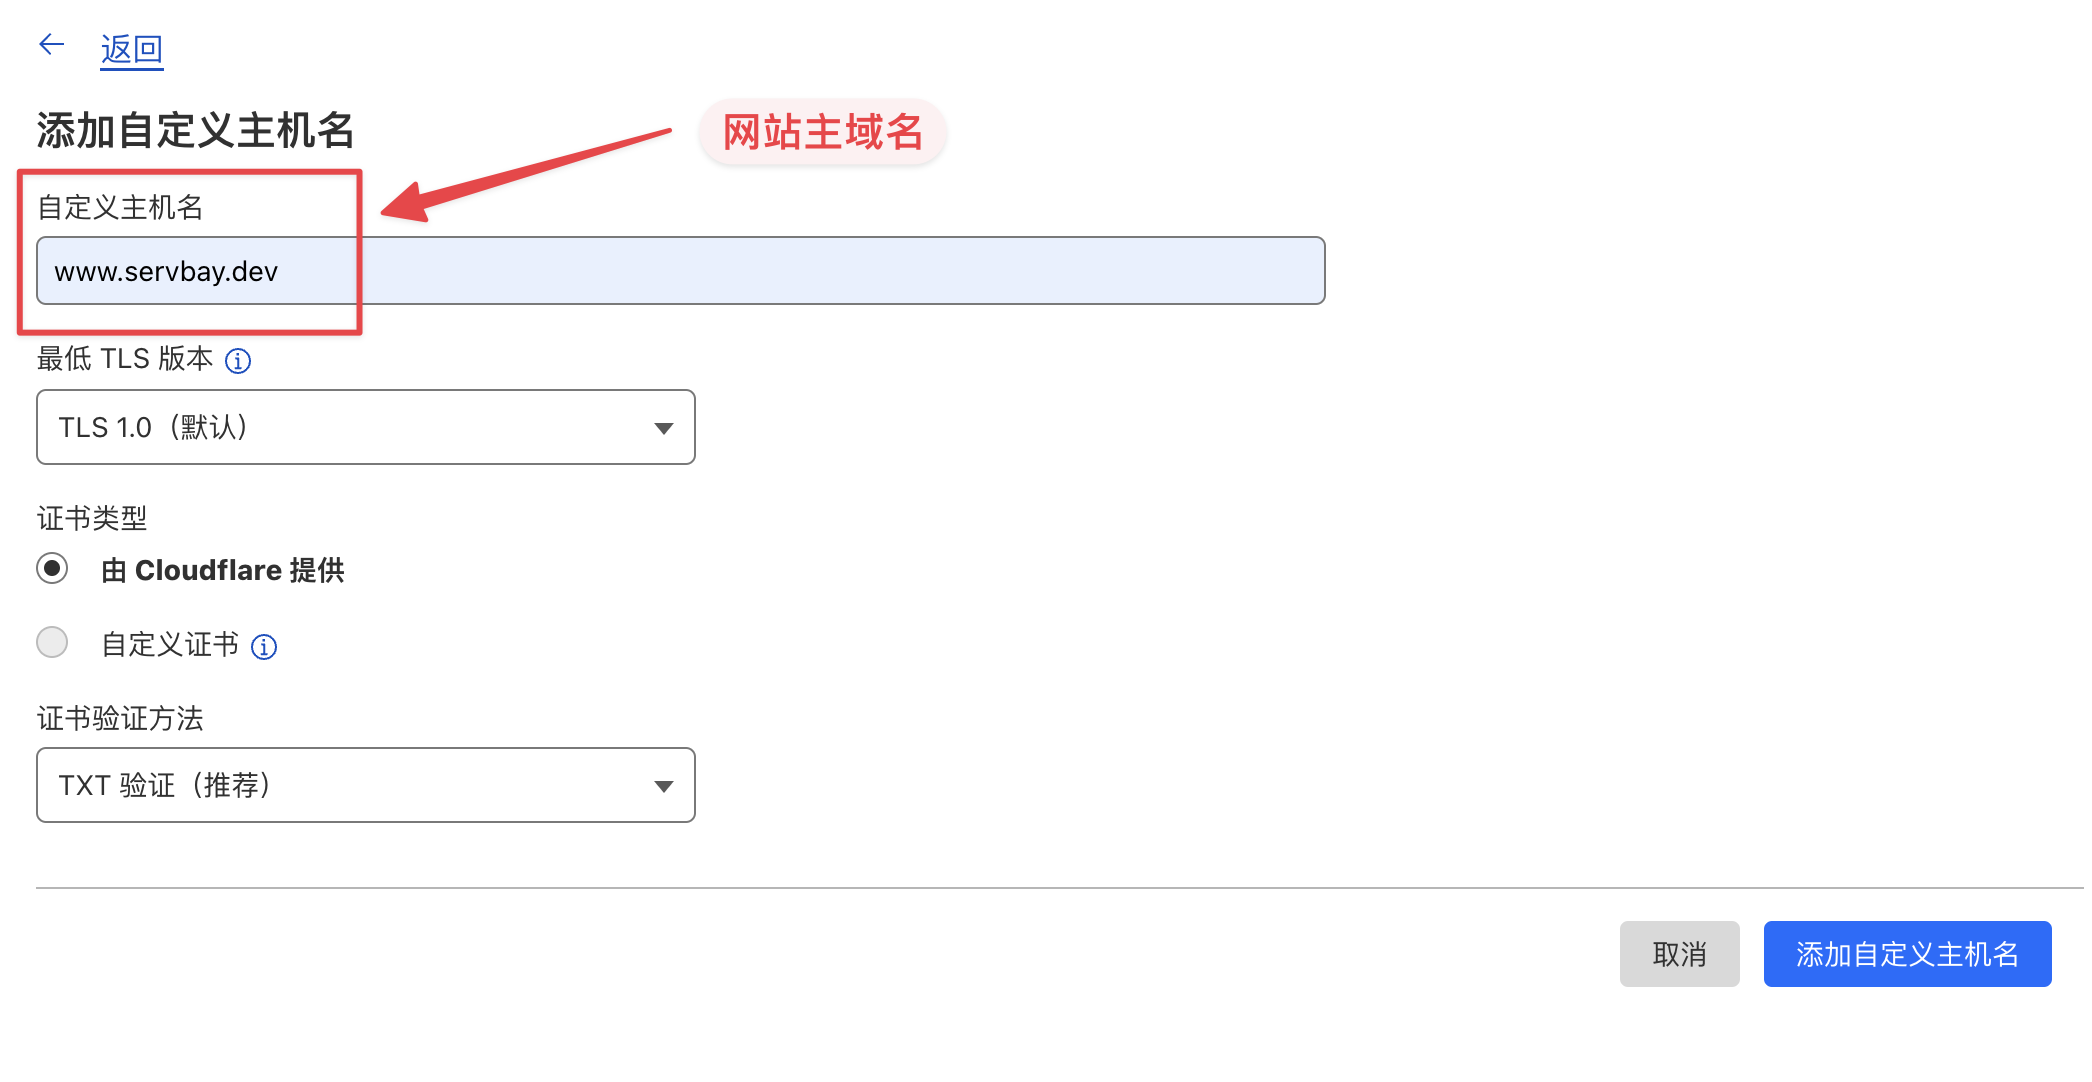 返回
添加自定义主机名
网站主域名
自定义主机名
www.servbay.dev
最低 TLS 版本
TLS 1.0（默认）
证书类型
由 Cloudflare 提供
自定义证书
证书验证方法
TXT 验证（推荐）
取消
添加自定义主机名